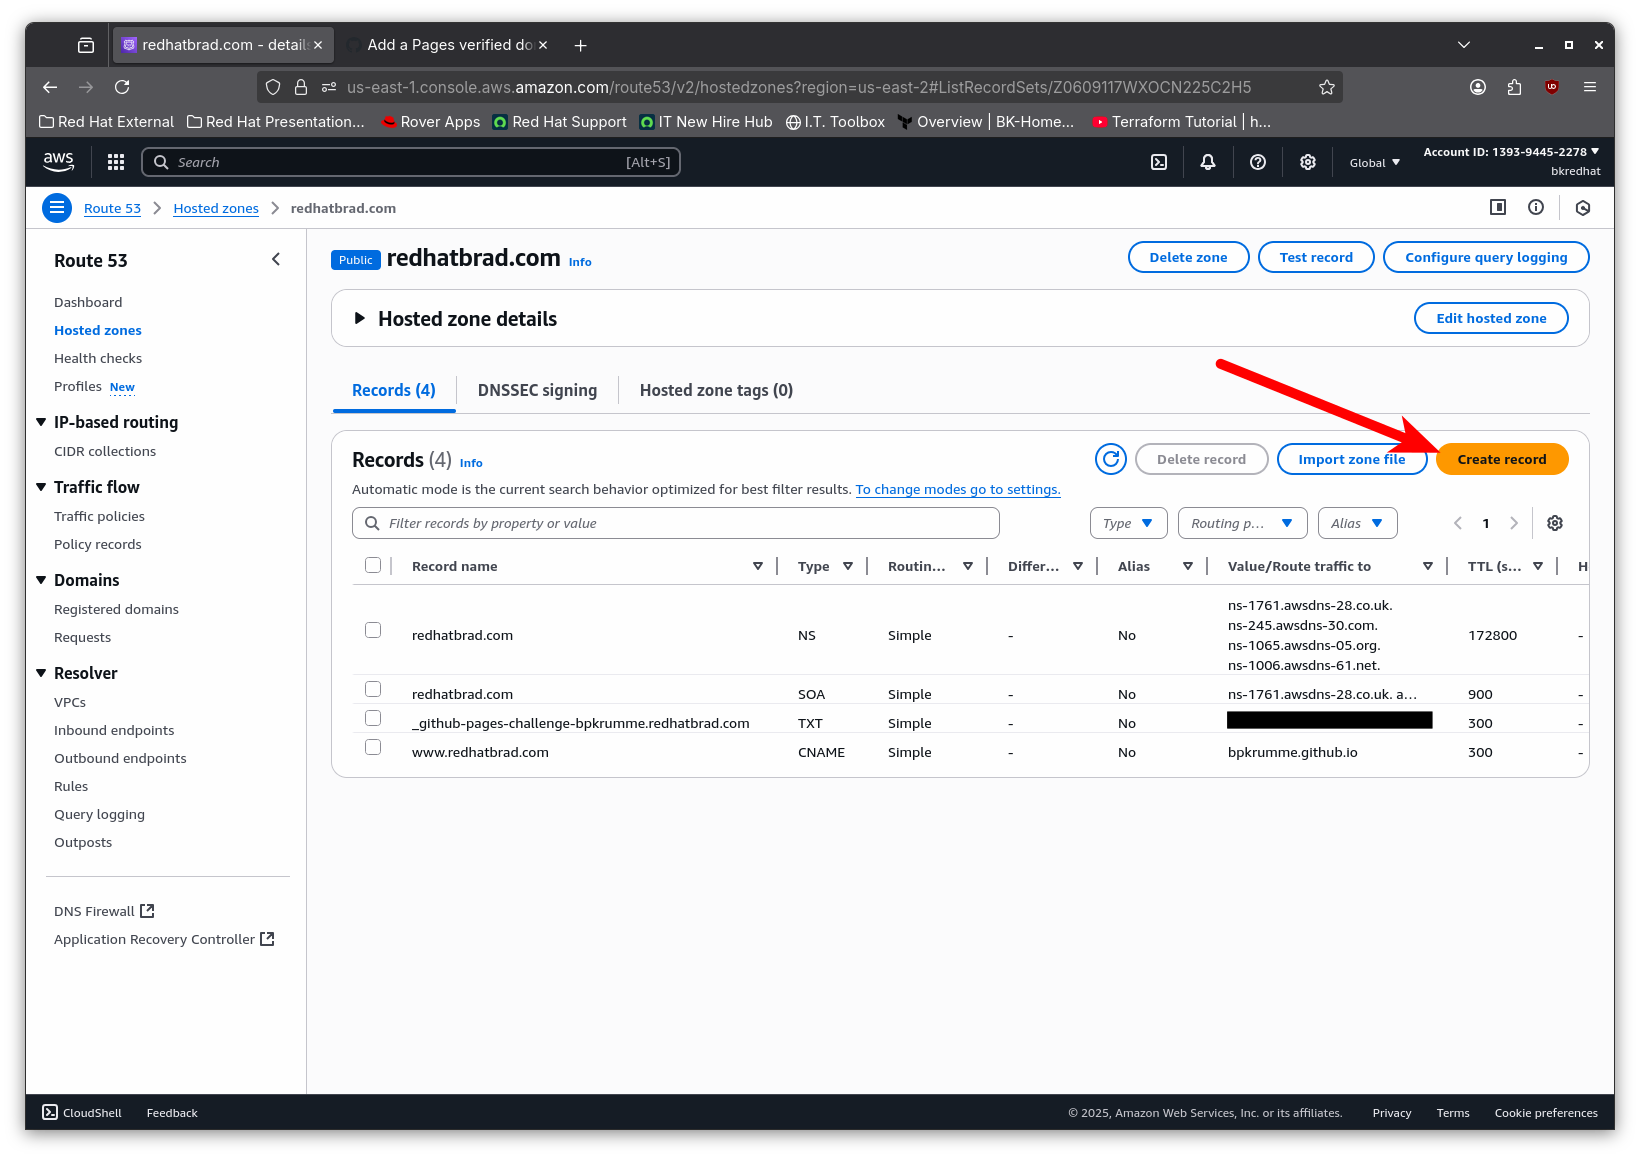 redhatbrad.com - detail
Add a Pages verified do
us-east-1.console.aws.amazon.com/route53/v2/hostedzones?region=us-east-2#ListRecordSets/Z0609117WXOCN225C2H5
Red Hat External Red Hat Presentation... Rover Apps Red Hat Support IT New Hire Hub I.T. Toolbox Overview | BK-Home... Terraform Tutorial | h...
aws Search [Alt+S] Global Account ID: 1393-9445-2278
bkredhat
Route 53 Hosted zones redhatbrad.com
Route 53
Dashboard
Hosted zones
Health checks
Profiles New
IP-based routing
CIDR collections
Traffic flow
Traffic policies
Policy records
Domains
Registered domains
Requests
Resolver
VPCs
Inbound endpoints
Outbound endpoints
Rules
Query logging
Outposts
DNS Firewall
Application Recovery Controller
Public redhatbrad.com Info Delete zone Test record Configure query logging
Hosted zone details Edit hosted zone
Records (4) DNSSEC signing Hosted zone tags (0)
Records (4) Info Delete record Import zone file Create record
Automatic mode is the current search behavior optimized for best filter results. To change modes go to settings.
Filter records by property or value Type Routing p... Alias 1
Record name Type Routin... Differ... Alias Value/Route traffic to TTL (s... H
redhatbrad.com NS Simple - No ns-1761.awsdns-28.co.uk. 172800 -
ns-245.awsdns-30.com.
ns-1065.awsdns-05.org.
ns-1006.awsdns-61.net.
redhatbrad.com SOA Simple - No ns-1761.awsdns-28.co.uk. a... 900 -
_github-pages-challenge-bpkrumme.redhatbrad.com TXT Simple - No 300 -
www.redhatbrad.com CNAME Simple - No bpkrumme.github.io 300 -
CloudShell Feedback © 2025, Amazon Web Services, Inc. or its affiliates. Privacy Terms Cookie preferences